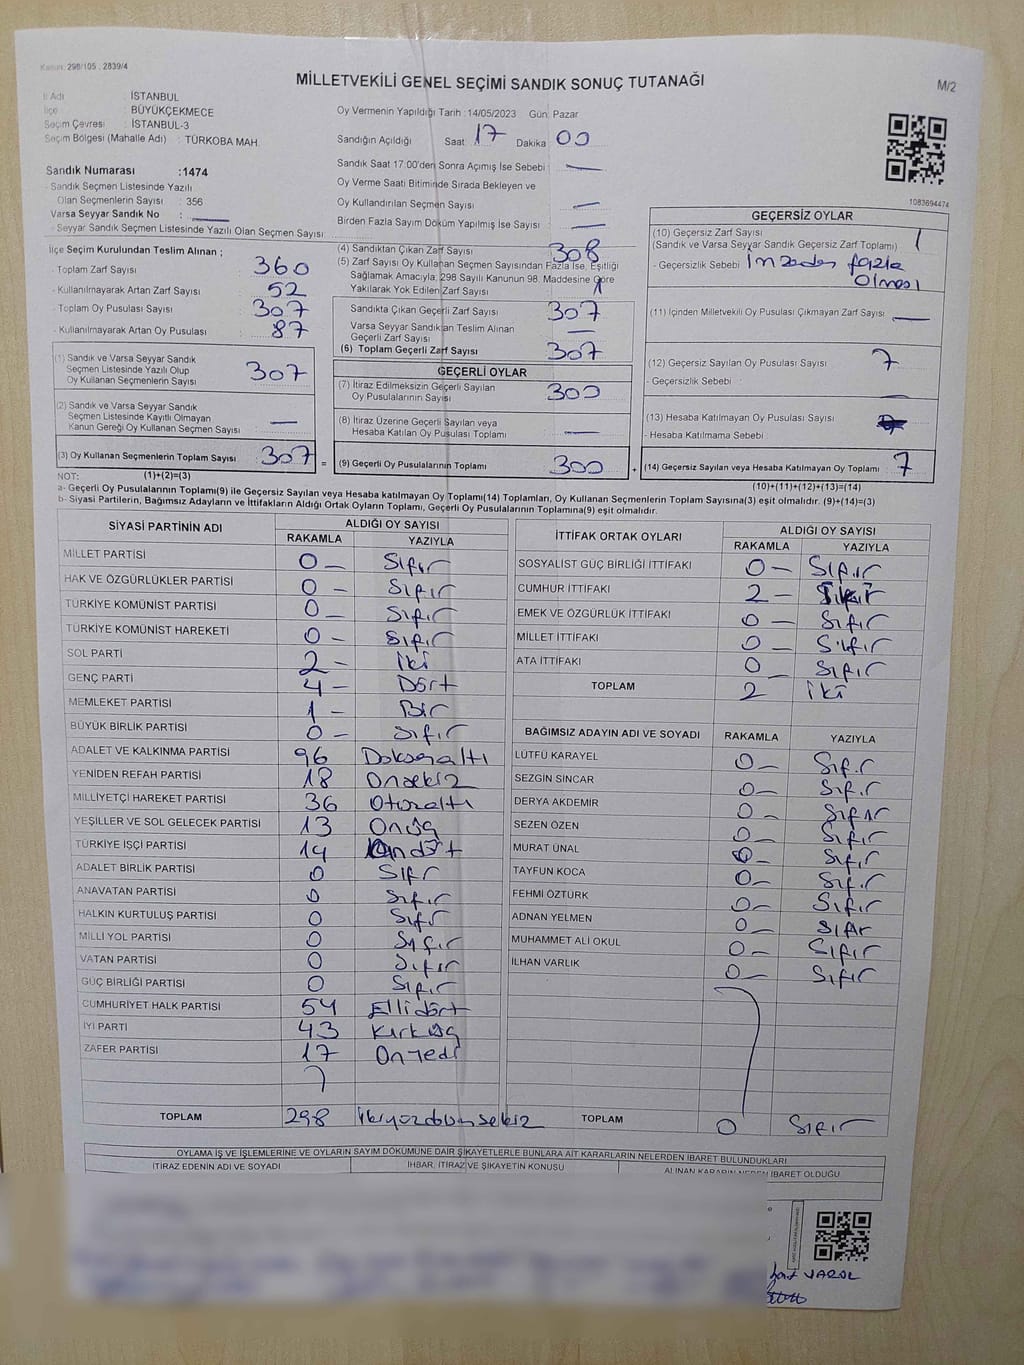 Kanun: 298/105 ; 2839/4
MİLLETVEKİLİ GENEL SEÇİMİ SANDIK SONUÇ TUTANAĞI
M/2
İl Adı : İSTANBUL
İlçe : BÜYÜKÇEKMECE
Seçim Çevresi : İSTANBUL-3
Seçim Bölgesi (Mahalle Adı) : TÜRKOBA MAH.
Oy Vermenin Yapıldığı Tarih : 14/05/2023 Gün: Pazar
Sandığın Açıldığı Saat 17 Dakika 00
Sandık Saat 17:00'den Sonra Açımış İse Sebebi : —
Oy Verme Saati Bitiminde Sırada Bekleyen ve
Oy Kullandırılan Seçmen Sayısı : —
Birden Fazla Sayım Döküm Yapılmış İse Sayısı : —
1083694474
Sandık Numarası :1474
- Sandık Seçmen Listesinde Yazılı
Olan Seçmenlerin Sayısı : 356
Varsa Seyyar Sandık No : —
- Seyyar Sandık Seçmen Listesinde Yazılı Olan Seçmen Sayısı:
İlçe Seçim Kurulundan Teslim Alınan ;
- Toplam Zarf Sayısı : 360
- Kullanılmayarak Artan Zarf Sayısı : 52
- Toplam Oy Pusulası Sayısı : 307
- Kullanılmayarak Artan Oy Pusulası : 87
(1) Sandık ve Varsa Seyyar Sandık
Seçmen Listesinde Yazılı Olup
Oy Kullanan Seçmenlerin Sayısı : 307
(2) Sandık ve Varsa Seyyar Sandık
Seçmen Listesinde Kayıtlı Olmayan
Kanun Gereği Oy Kullanan Seçmen Sayısı : —
(3) Oy Kullanan Seçmenlerin Toplam Sayısı : 307
(4) Sandıktan Çıkan Zarf Sayısı : 308
(5) Zarf Sayısı Oy Kullanan Seçmen Sayısından Fazla İse, Eşitliği
Sağlamak Amacıyla, 298 Sayılı Kanunun 98. Maddesine Göre
Yakılarak Yok Edilen Zarf Sayısı : 1
Sandıkta Çıkan Geçerli Zarf Sayısı : 307
Varsa Seyyar Sandıktan Teslim Alınan
Geçerli Zarf Sayısı : —
(6) Toplam Geçerli Zarf Sayısı : 307
GEÇERLİ OYLAR
(7) İtiraz Edilmeksizin Geçerli Sayılan
Oy Pusulalarının Sayısı : 300
(8) İtiraz Üzerine Geçerli Sayılan veya
Hesaba Katılan Oy Pusulası Toplamı : —
= (9) Geçerli Oy Pusulalarının Toplamı : 300
GEÇERSİZ OYLAR
(10) Geçersiz Zarf Sayısı
(Sandık ve Varsa Seyyar Sandık Geçersiz Zarf Toplamı) : 1
- Geçersizlik Sebebi : fazla
olması
(11) İçinden Milletvekili Oy Pusulası Çıkmayan Zarf Sayısı : —
(12) Geçersiz Sayılan Oy Pusulası Sayısı : 7
- Geçersizlik Sebebi : —
(13) Hesaba Katılmayan Oy Pusulası Sayısı
- Hesaba Katılmama Sebebi :
+ (14) Geçersiz Sayılan veya Hesaba Katılmayan Oy Toplamı : 7
NOT: (1)+(2)=(3)
(10)+(11)+(12)+(13)=(14)
a- Geçerli Oy Pusulalarının Toplamı(9) ile Geçersiz Sayılan veya Hesaba katılmayan Oy Toplamı(14) Toplamları, Oy Kullanan Seçmenlerin Toplam Sayısına(3) eşit olmalıdır. (9)+(14)=(3)
b- Siyasi Partilerin, Bağımsız Adayların ve İttifakların Aldığı Ortak Oyların Toplamı, Geçerli Oy Pusulalarının Toplamına(9) eşit olmalıdır.
SİYASİ PARTİNİN ADI ALDIĞI OY SAYISI
RAKAMLA YAZIYLA
MİLLET PARTİSİ 0— Sıfır
HAK VE ÖZGÜRLÜKLER PARTİSİ 0— Sıfır
TÜRKİYE KOMÜNİST PARTİSİ 0— Sıfır
TÜRKİYE KOMÜNİST HAREKETİ 0— Sıfır
SOL PARTİ 2— iki
GENÇ PARTİ 4— Dört
MEMLEKET PARTİSİ 1— Bir
BÜYÜK BİRLİK PARTİSİ 0— Sıfır
ADALET VE KALKINMA PARTİSİ 96 Doksanaltı
YENİDEN REFAH PARTİSİ 18 Onsekiz
MİLLİYETÇİ HAREKET PARTİSİ 36 Otuzaltı
YEŞİLLER VE SOL GELECEK PARTİSİ 13 Onüç
TÜRKİYE İŞÇİ PARTİSİ 14 Ondört
ADALET BİRLİK PARTİSİ 0 Sıfır
ANAVATAN PARTİSİ 0 Sıfır
HALKIN KURTULUŞ PARTİSİ 0 Sıfır
MİLLİ YOL PARTİSİ 0 Sıfır
VATAN PARTİSİ 0 Sıfır
GÜÇ BİRLİĞİ PARTİSİ 0 Sıfır
CUMHURİYET HALK PARTİSİ 54 Ellidört
İYİ PARTİ 43 Kırküç
ZAFER PARTİSİ 17 Onyedi
TOPLAM 298 ikiyüzdoksansekiz
İTTİFAK ORTAK OYLARI ALDIĞI OY SAYISI
RAKAMLA YAZIYLA
SOSYALİST GÜÇ BİRLİĞİ İTTİFAKI 0— Sıfır
CUMHUR İTTİFAKI 2—
EMEK VE ÖZGÜRLÜK İTTİFAKI 0— Sıfır
MİLLET İTTİFAKI 0— Sıfır
ATA İTTİFAKI 0— Sıfır
TOPLAM 2 iki
BAĞIMSIZ ADAYIN ADI VE SOYADI RAKAMLA YAZIYLA
LÜTFÜ KARAYEL 0— Sıfır
SEZGİN SİNCAR 0— Sıfır
DERYA AKDEMİR 0— Sıfır
SEZEN ÖZEN 0— Sıfır
MURAT ÜNAL 0— Sıfır
TAYFUN KOCA 0— Sıfır
FEHMİ ÖZTÜRK 0— Sıfır
ADNAN YELMEN 0— Sıfır
MUHAMMET ALİ OKUL 0— Sıfır
İLHAN VARLIK 0— Sıfır
TOPLAM 0 Sıfır
OYLAMA İŞ VE İŞLEMLERİNE VE OYLARIN SAYIM DÖKÜMÜNE DAİR ŞİKAYETLERLE BUNLARA AİT KARARLARIN NELERDEN İBARET BULUNDUKLARI
İTİRAZ EDENİN ADI VE SOYADI İHBAR, İTİRAZ VE ŞİKAYETİN KONUSU ALINAN KARARIN NEDEN İBARET OLDUĞU
VAROL